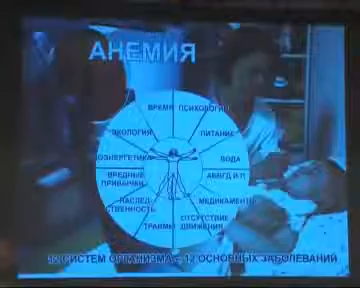 АНЕМИЯ
ВРЕМЯ
ПСИХОЛОГИЯ
ЭКОЛОГИЯ
ПИТАНИЕ
БИОЭНЕРГЕТИКА
ВОДА
ВРЕДНЫЕ
ПРИВЫЧКИ
НАСЛЕД-
СТВЕННОСТЬ
МЕДИКАМЕНТЫ
ТРАВМЫ
ОТСУТСТВИЕ
ДВИЖЕНИЯ
12 СИСТЕМ ОРГАНИЗМА = 12 ОСНОВНЫХ ЗАБОЛЕВАНИЙ